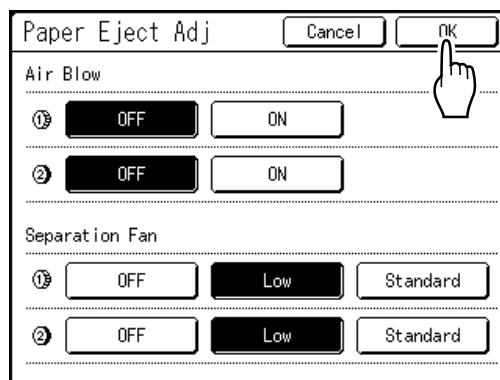 Paper Eject Adj Cancel OK
Air Blow
① OFF ON
② OFF ON
Separation Fan
① OFF Low Standard
② OFF Low Standard